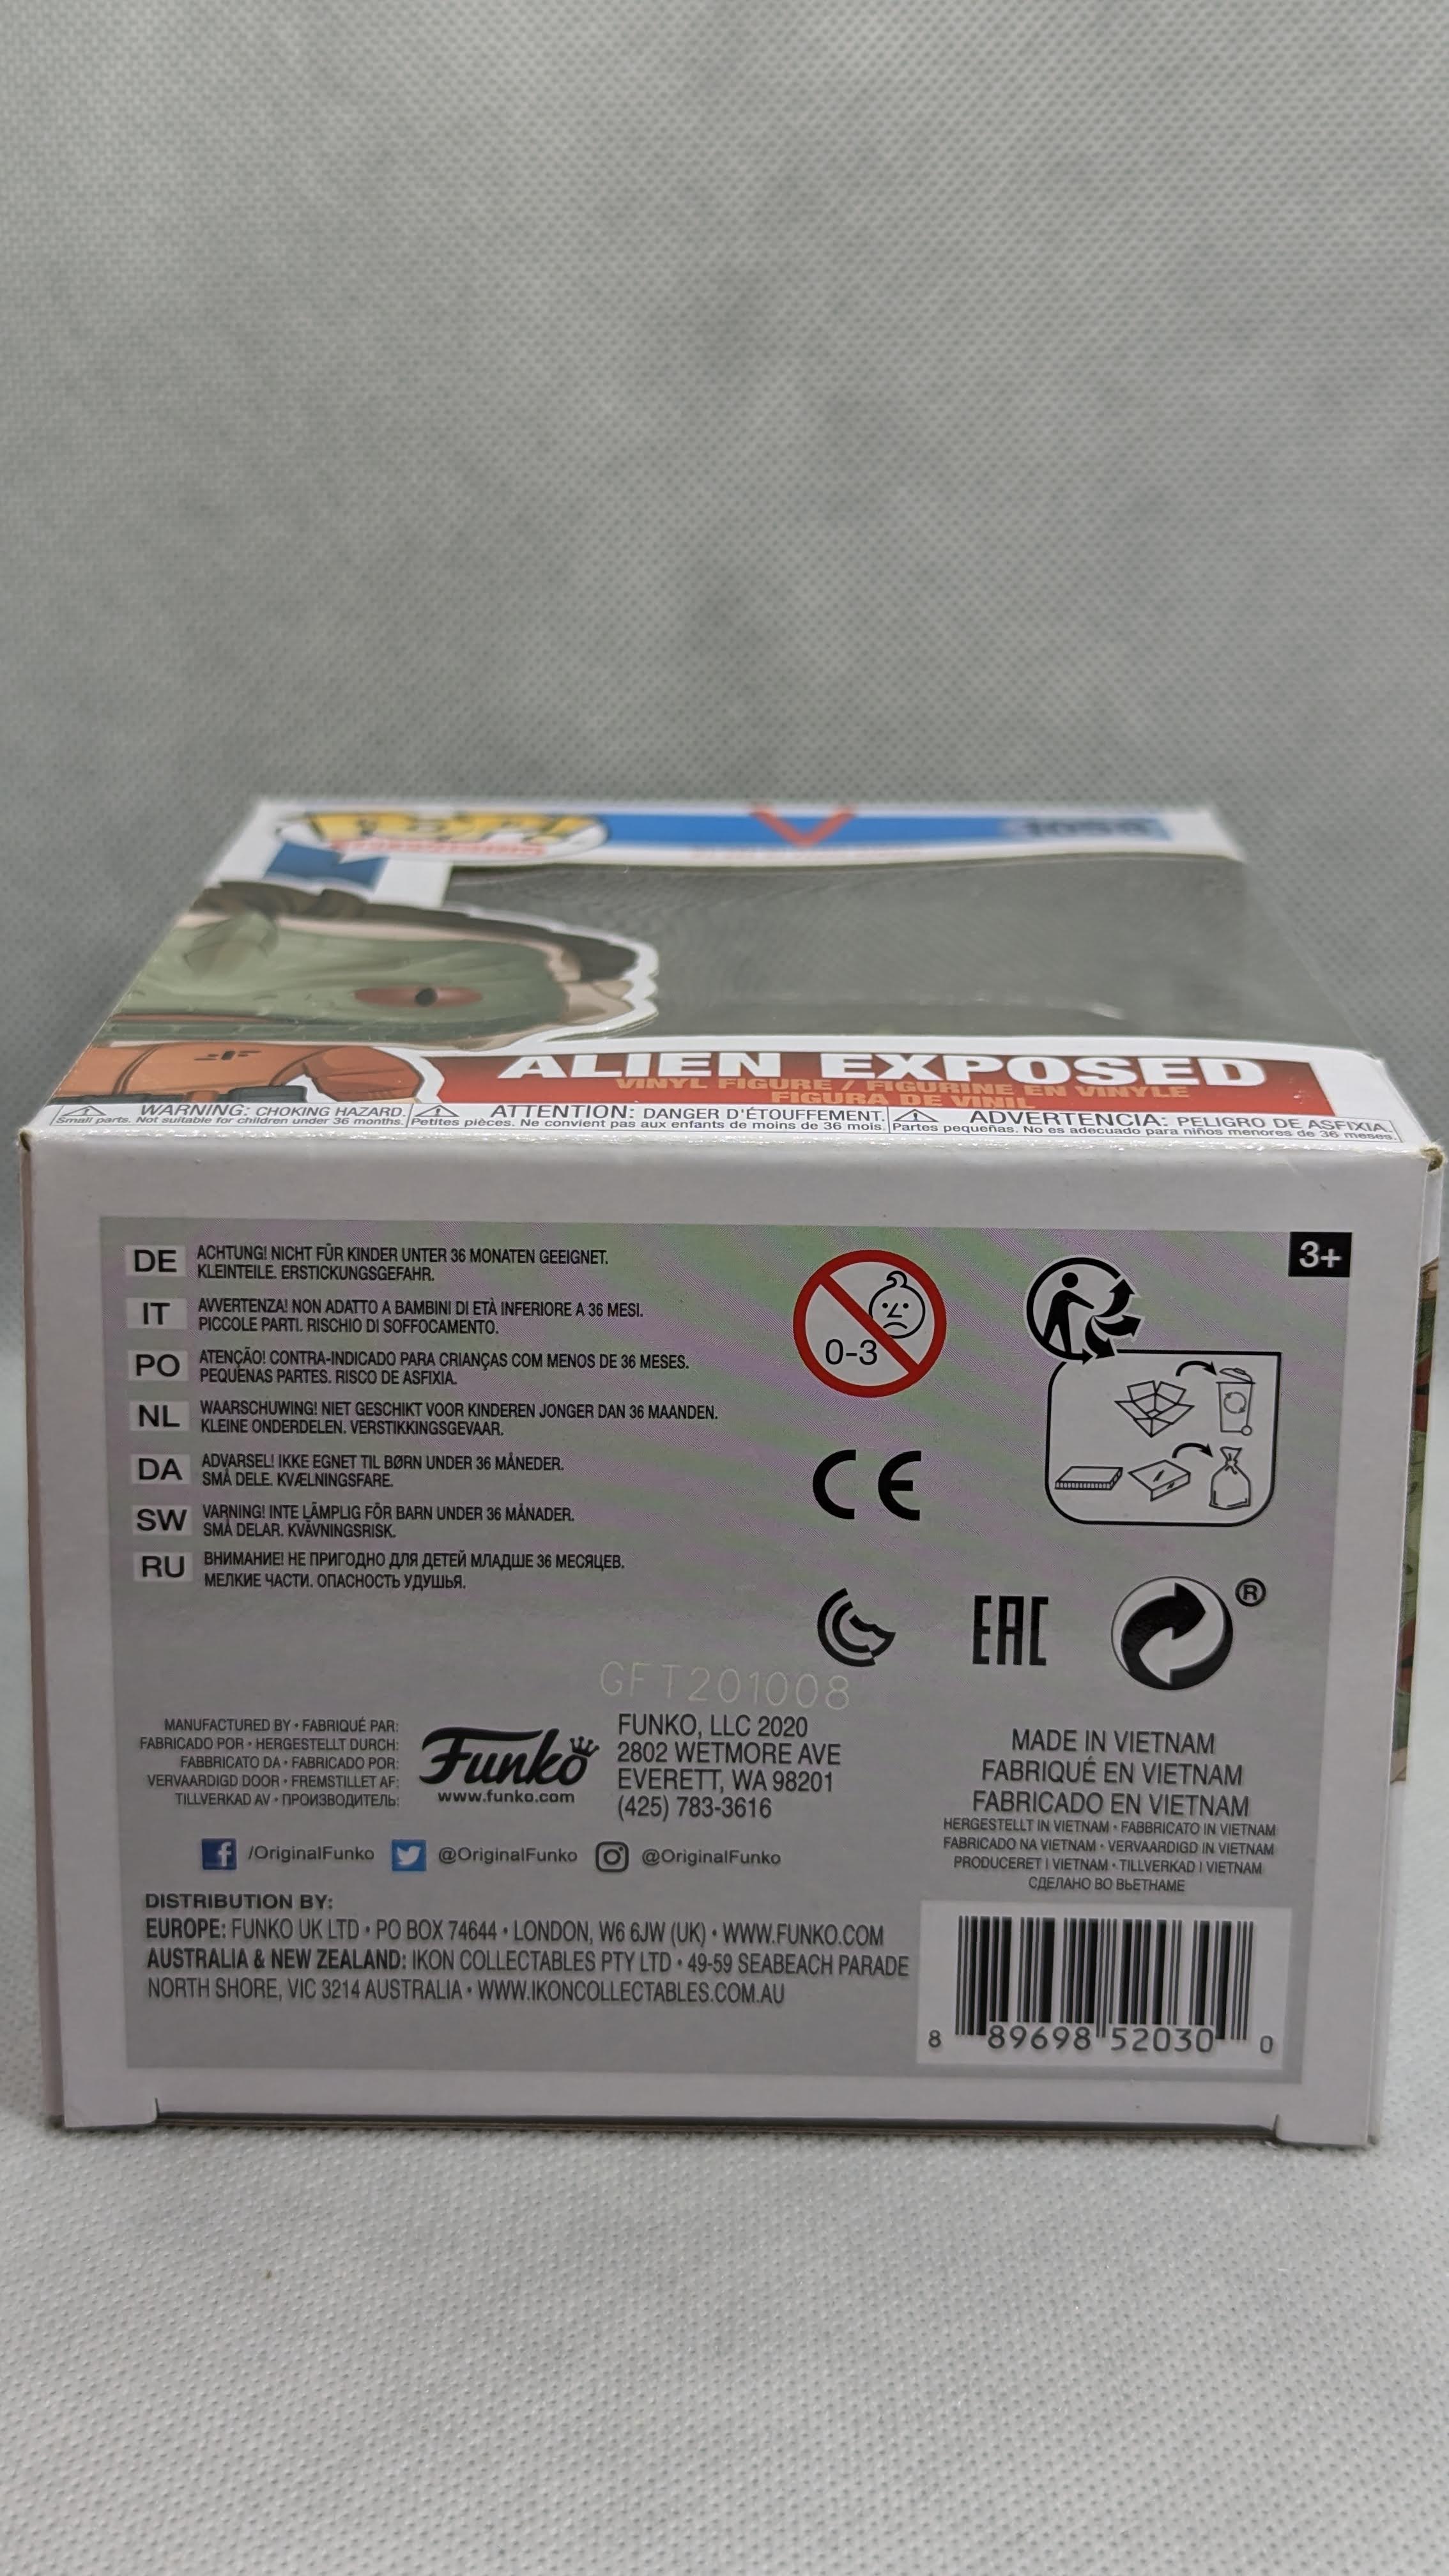 POP!
TELEVISION
V
ALIEN EXPOSED
VINYL FIGURE / FIGURINE EN VINYLE
FIGURA DE VINIL
WARNING: CHOKING HAZARD.
Small parts. Not suitable for children under 36 months.
ATTENTION: DANGER D'ÉTOUFFEMENT.
Petites pièces. Ne convient pas aux enfants de moins de 36 mois.
ADVERTENCIA: PELIGRO DE ASFIXIA.
Partes pequeñas. No es adecuado para niños menores de 36 meses.
DE ACHTUNG! NICHT FÜR KINDER UNTER 36 MONATEN GEEIGNET.
KLEINTEILE. ERSTICKUNGSGEFAHR.
IT AVVERTENZA! NON ADATTO A BAMBINI DI ETÀ INFERIORE A 36 MESI.
PICCOLE PARTI. RISCHIO DI SOFFOCAMENTO.
PO ATENÇÃO! CONTRA-INDICADO PARA CRIANÇAS COM MENOS DE 36 MESES.
PEQUENAS PARTES. RISCO DE ASFIXIA.
NL WAARSCHUWING! NIET GESCHIKT VOOR KINDEREN JONGER DAN 36 MAANDEN.
KLEINE ONDERDELEN. VERSTIKKINGSGEVAAR.
DA ADVARSEL! IKKE EGNET TIL BØRN UNDER 36 MÅNEDER.
SMÅ DELE. KVÆLNINGSFARE.
SW VARNING! INTE LÄMPLIG FÖR BARN UNDER 36 MÅNADER.
SMÅ DELAR. KVÄVNINGSRISK.
RU ВНИМАНИЕ! НЕ ПРИГОДНО ДЛЯ ДЕТЕЙ МЛАДШЕ 36 МЕСЯЦЕВ.
МЕЛКИЕ ЧАСТИ. ОПАСНОСТЬ УДУШЬЯ.
0-3
3+
CE
EAC
®
GFT201008
MANUFACTURED BY • FABRIQUÉ PAR:
FABRICADO POR • HERGESTELLT DURCH:
FABBRICATO DA • FABRICADO POR:
VERVAARDIGD DOOR • FREMSTILLET AF:
TILLVERKAD AV • ПРОИЗВОДИТЕЛЬ:
Funko
www.funko.com
FUNKO, LLC 2020
2802 WETMORE AVE
EVERETT, WA 98201
(425) 783-3616
MADE IN VIETNAM
FABRIQUÉ EN VIETNAM
FABRICADO EN VIETNAM
HERGESTELLT IN VIETNAM • FABBRICATO IN VIETNAM
FABRICADO NA VIETNAM • VERVAARDIGD IN VIETNAM
PRODUCERET I VIETNAM • TILLVERKAD I VIETNAM
СДЕЛАНО ВО ВЬЕТНАМЕ
/OriginalFunko @OriginalFunko @OriginalFunko
DISTRIBUTION BY:
EUROPE: FUNKO UK LTD • PO BOX 74644 • LONDON, W6 6JW (UK) • WWW.FUNKO.COM
AUSTRALIA & NEW ZEALAND: IKON COLLECTABLES PTY LTD • 49-59 SEABEACH PARADE
NORTH SHORE, VIC 3214 AUSTRALIA • WWW.IKONCOLLECTABLES.COM.AU
8 89698 52030 0